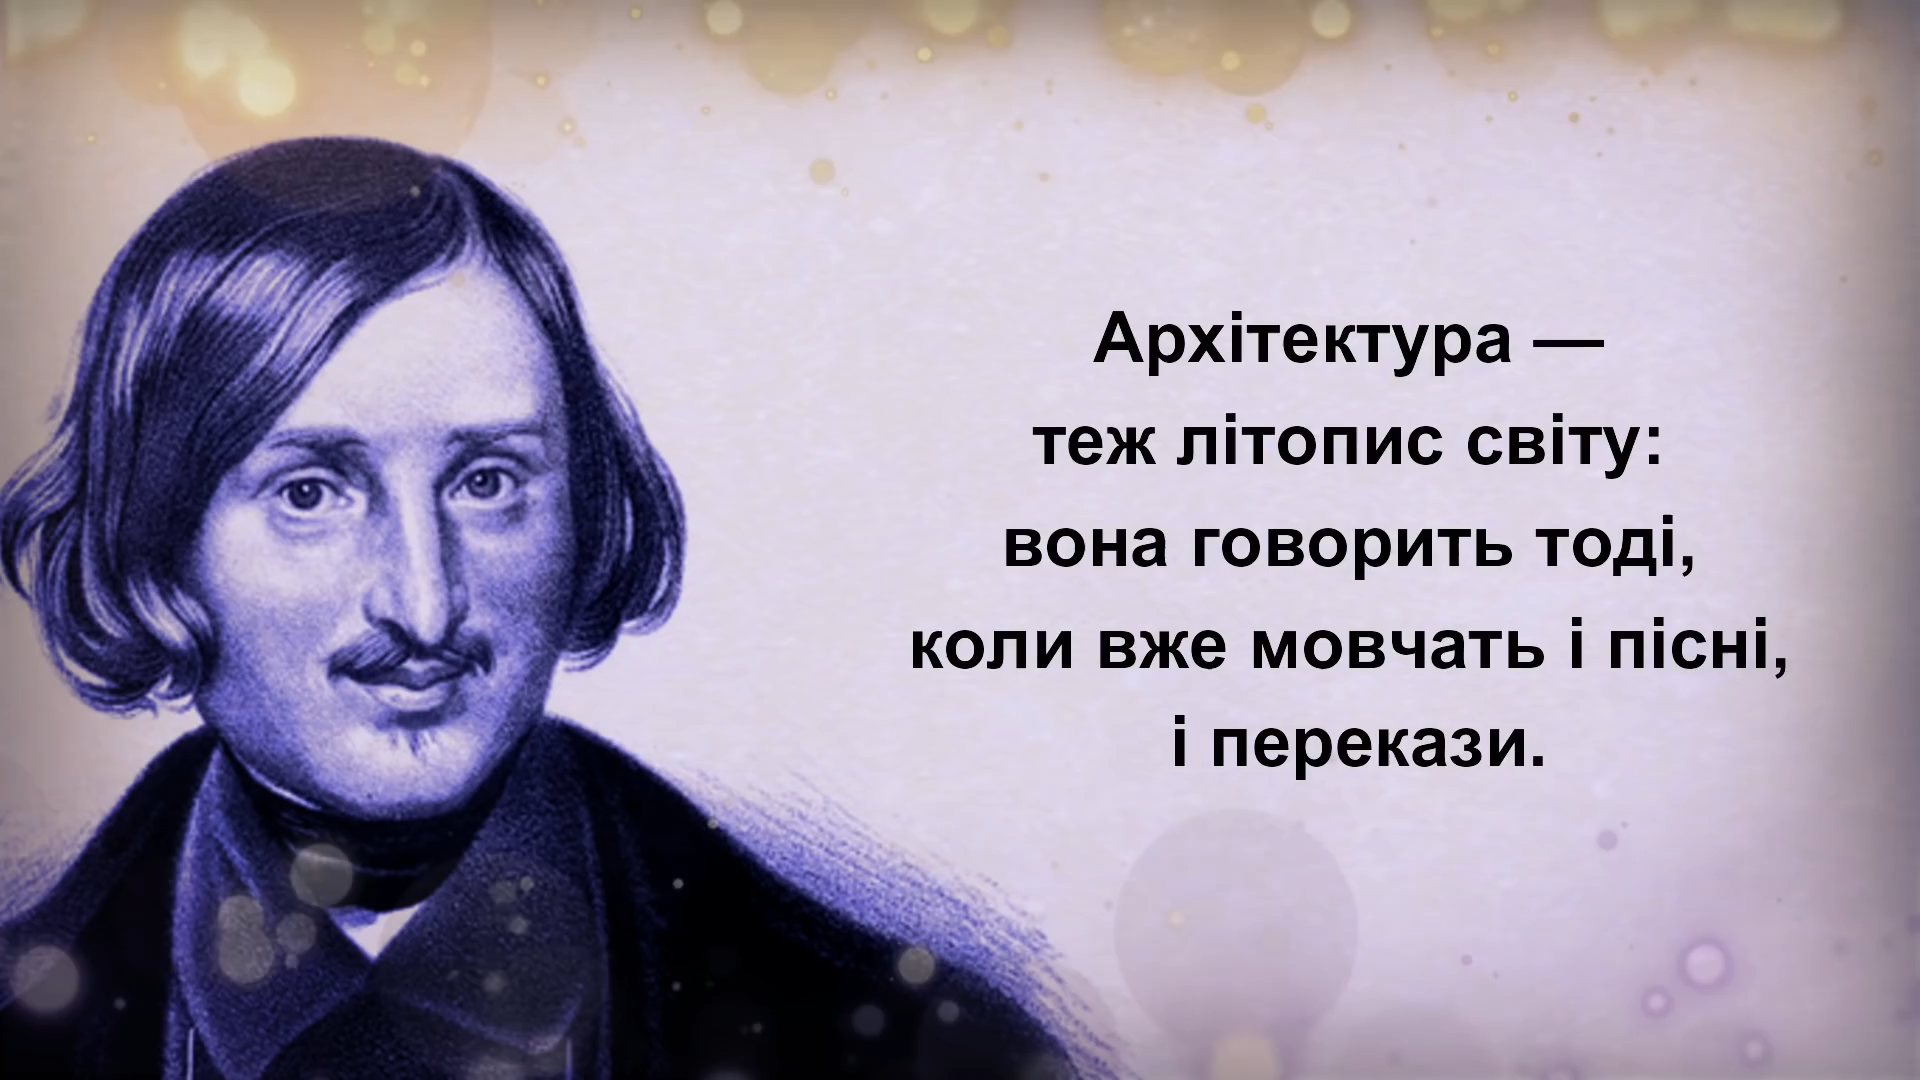 Архітектура —
теж літопис світу:
вона говорить тоді,
коли вже мовчать і пісні,
і перекази.